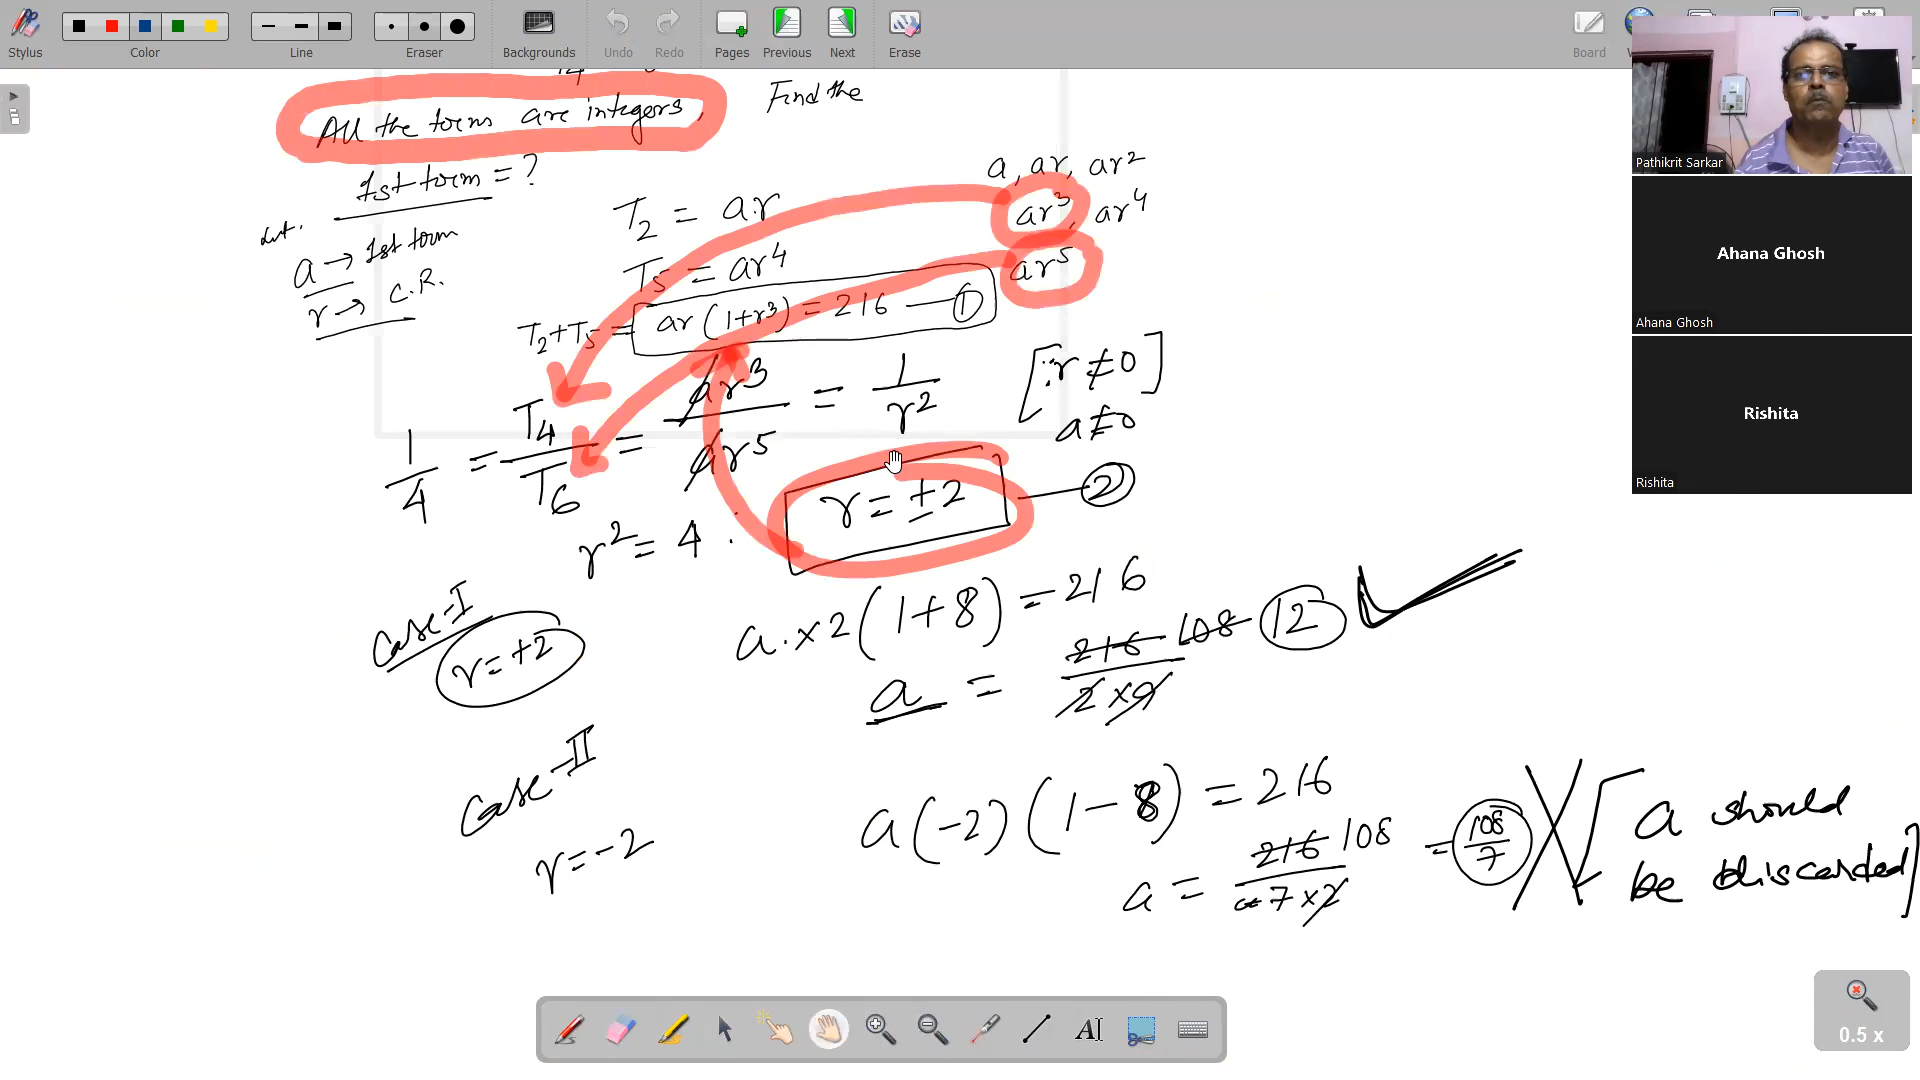 Stylus
Color
Line
Eraser
Backgrounds
Undo
Redo
Pages
Previous
Next
Erase
Board
All the terms are integers, Find the
1st term = ?
Let.
a → 1st term
r → C.R.
a, ar, ar²
ar³, ar⁴
ar⁵
T₂ = a.r
T₅ = ar⁴
T₂+T₅ = ar(1+r³) = 216 — ①
1/4 = T₄/T₆ = ar³/ar⁵ = 1/r² [∵ r ≠ 0]
a ≠ 0
r² = 4 ∴ r = ±2 — ②
Case-I
r = +2
a.×2(1+8) = 216
a = 216/2×9 108 12
Case-II
r = -2
a(-2)(1-8) = 216
a = 216/-7×2 108 = 108/7
[a should
be discarded]
Pathikrit Sarkar
Ahana Ghosh
Ahana Ghosh
Rishita
Rishita
0.5 x